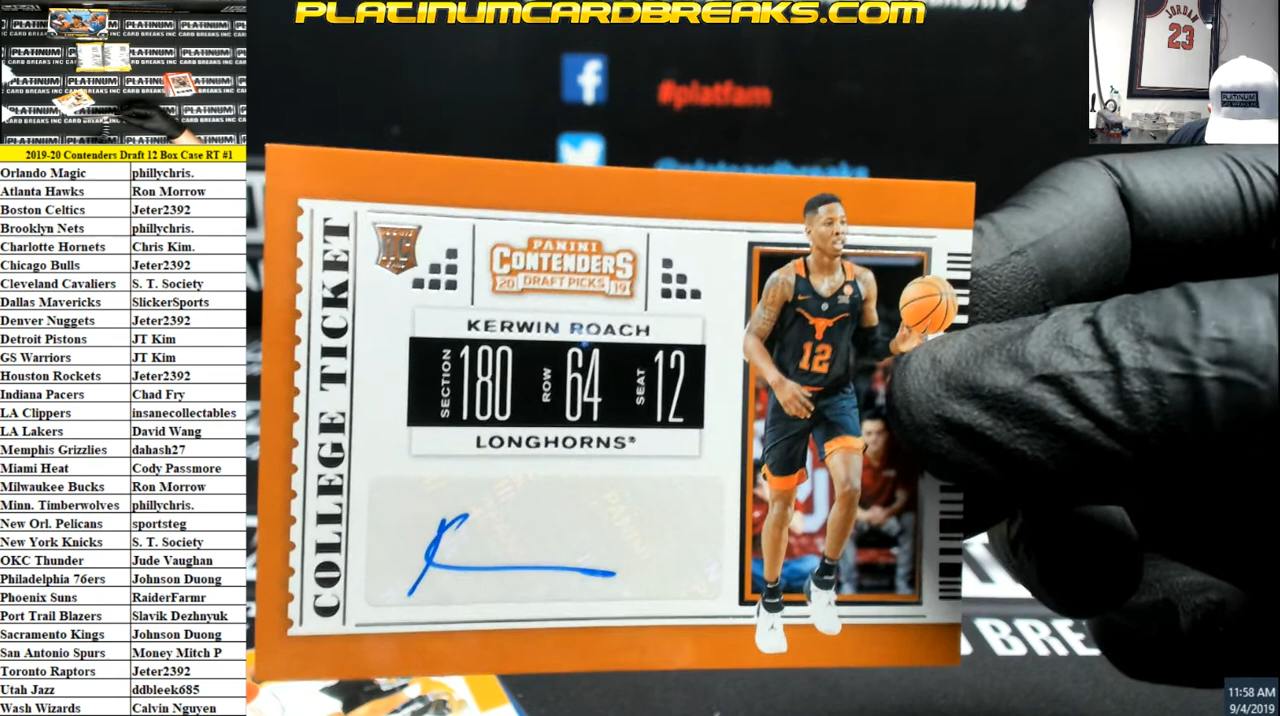 PLATINUMCARDBREAKS.COM
#platfam
JORDAN
23
PLATINUM
2019-20 Contenders Draft 12 Box Case RT #1
Orlando Magic phillychris.
Atlanta Hawks Ron Morrow
Boston Celtics Jeter2392
Brooklyn Nets phillychris.
Charlotte Hornets Chris Kim.
Chicago Bulls Jeter2392
Cleveland Cavaliers S. T. Society
Dallas Mavericks SlickerSports
Denver Nuggets Jeter2392
Detroit Pistons JT Kim
GS Warriors JT Kim
Houston Rockets Jeter2392
Indiana Pacers Chad Fry
LA Clippers insanecollectables
LA Lakers David Wang
Memphis Grizzlies dahash27
Miami Heat Cody Passmore
Milwaukee Bucks Ron Morrow
Minn. Timberwolves phillychris.
New Orl. Pelicans sportsteg
New York Knicks S. T. Society
OKC Thunder Jude Vaughan
Philadelphia 76ers Johnson Duong
Phoenix Suns RaiderFarmr
Port Trail Blazers Slavik Dezhnyuk
Sacramento Kings Johnson Duong
San Antonio Spurs Money Mitch P
Toronto Raptors Jeter2392
Utah Jazz ddbleek685
Wash Wizards Calvin Nguyen
COLLEGE TICKET
RC
PANINI
CONTENDERS
20 DRAFT PICKS 19
KERWIN ROACH
SECTION 180 ROW 64 SEAT 12
LONGHORNS®
12
11:58 AM
9/4/2019